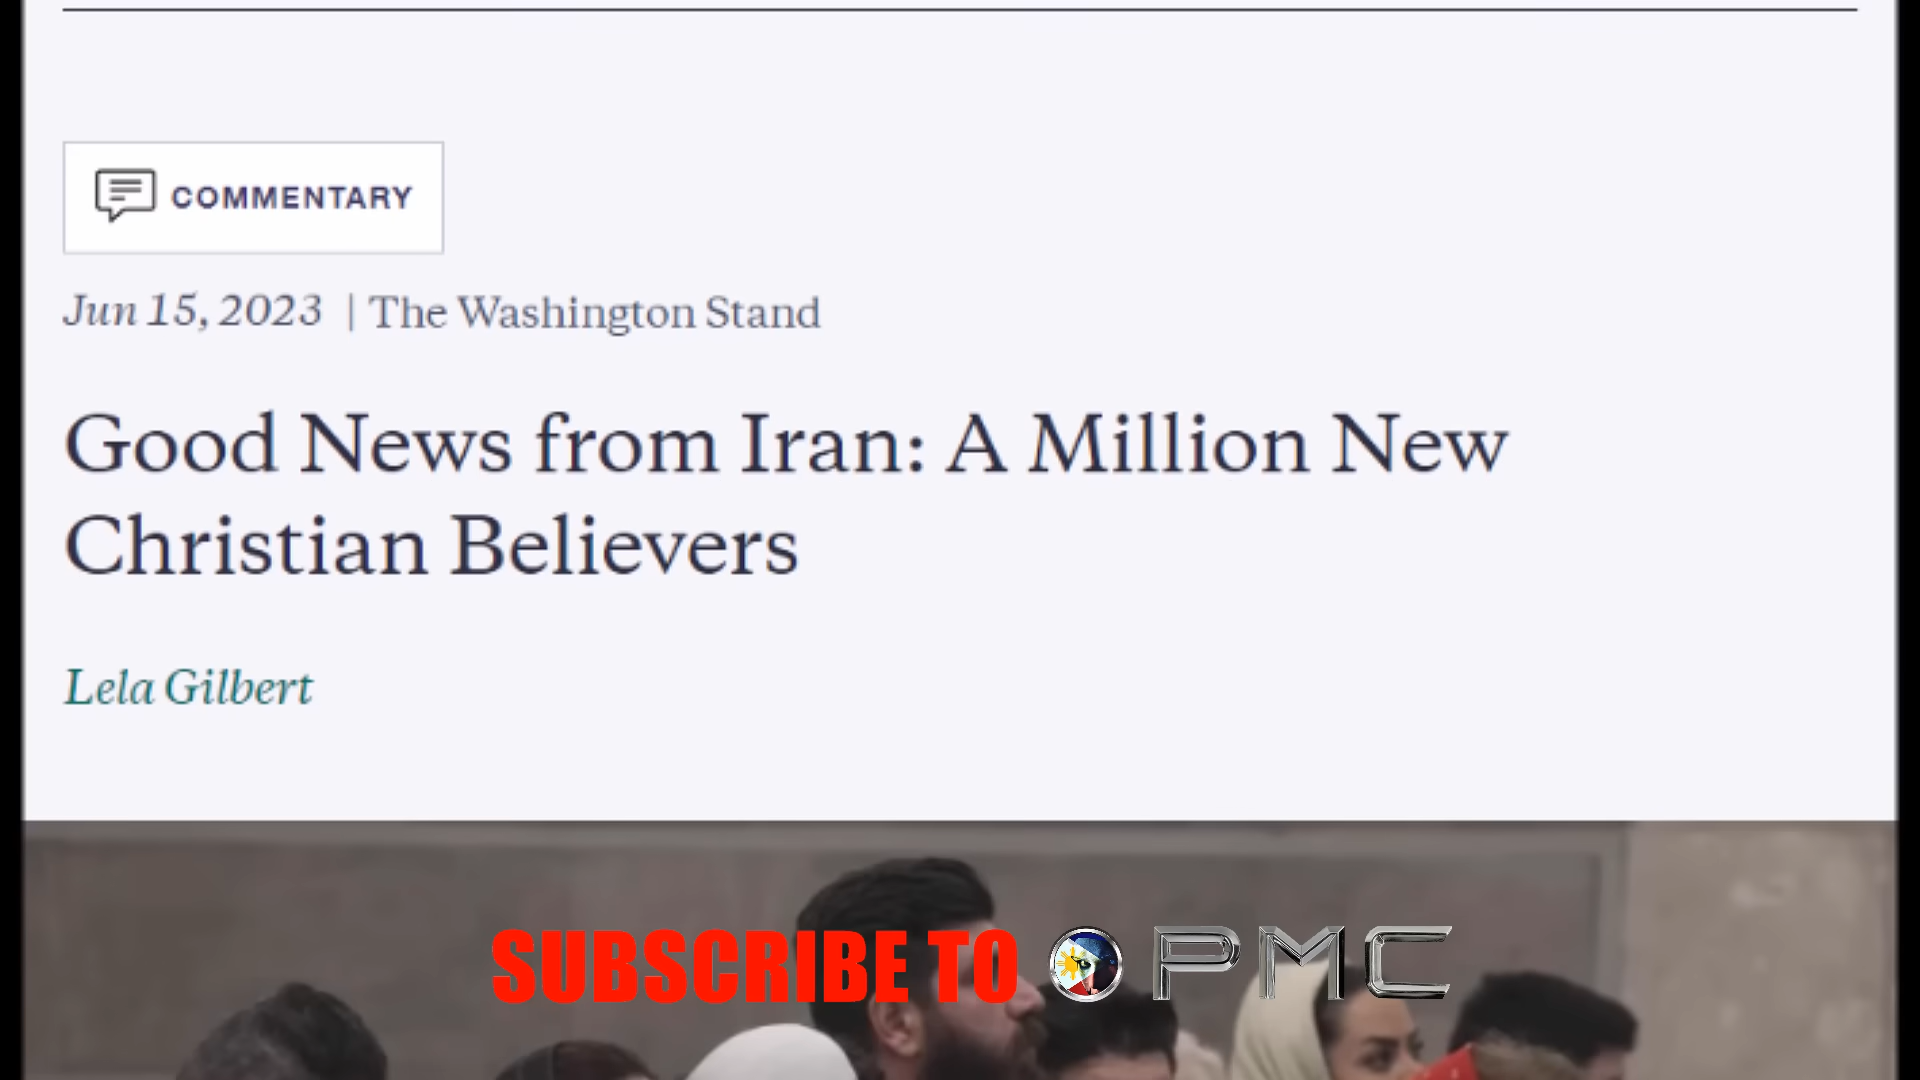 COMMENTARY
Jun 15, 2023 | The Washington Stand
Good News from Iran: A Million New
Christian Believers
Lela Gilbert
SUBSCRIBE TO PMC